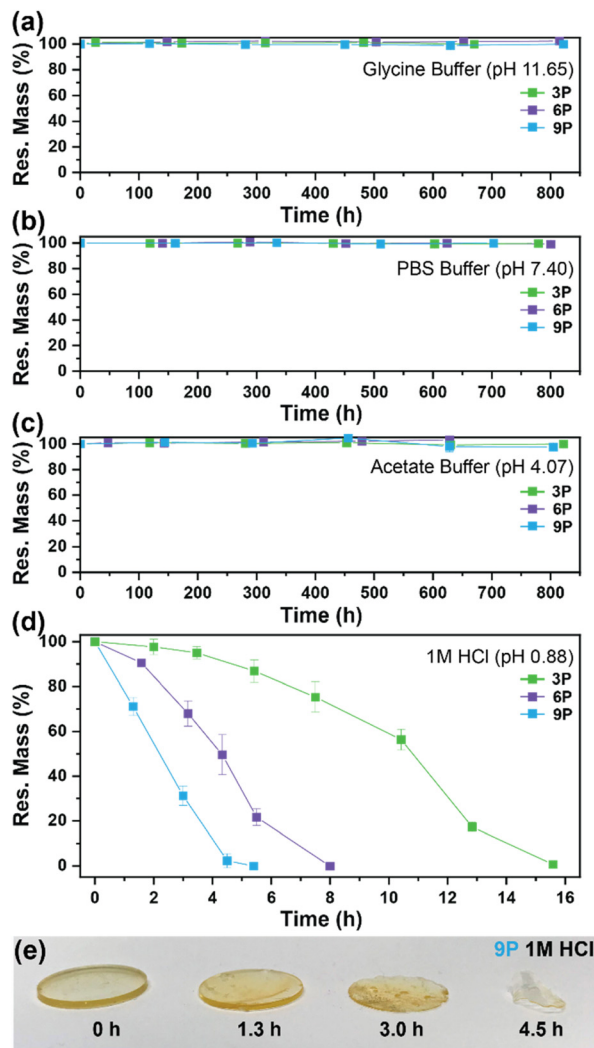 (a)
Res. Mass (%)
100
80
60
40
20
0
Glycine Buffer (pH 11.65)
3P
6P
9P
0 100 200 300 400 500 600 700 800
Time (h)
(b)
Res. Mass (%)
100
80
60
40
20
0
PBS Buffer (pH 7.40)
3P
6P
9P
0 100 200 300 400 500 600 700 800
Time (h)
(c)
Res. Mass (%)
100
80
60
40
20
0
Acetate Buffer (pH 4.07)
3P
6P
9P
0 100 200 300 400 500 600 700 800
Time (h)
(d)
Res. Mass (%)
100
80
60
40
20
0
1M HCl (pH 0.88)
3P
6P
9P
0 2 4 6 8 10 12 14 16
Time (h)
(e)
9P 1M HCl
0 h 1.3 h 3.0 h 4.5 h